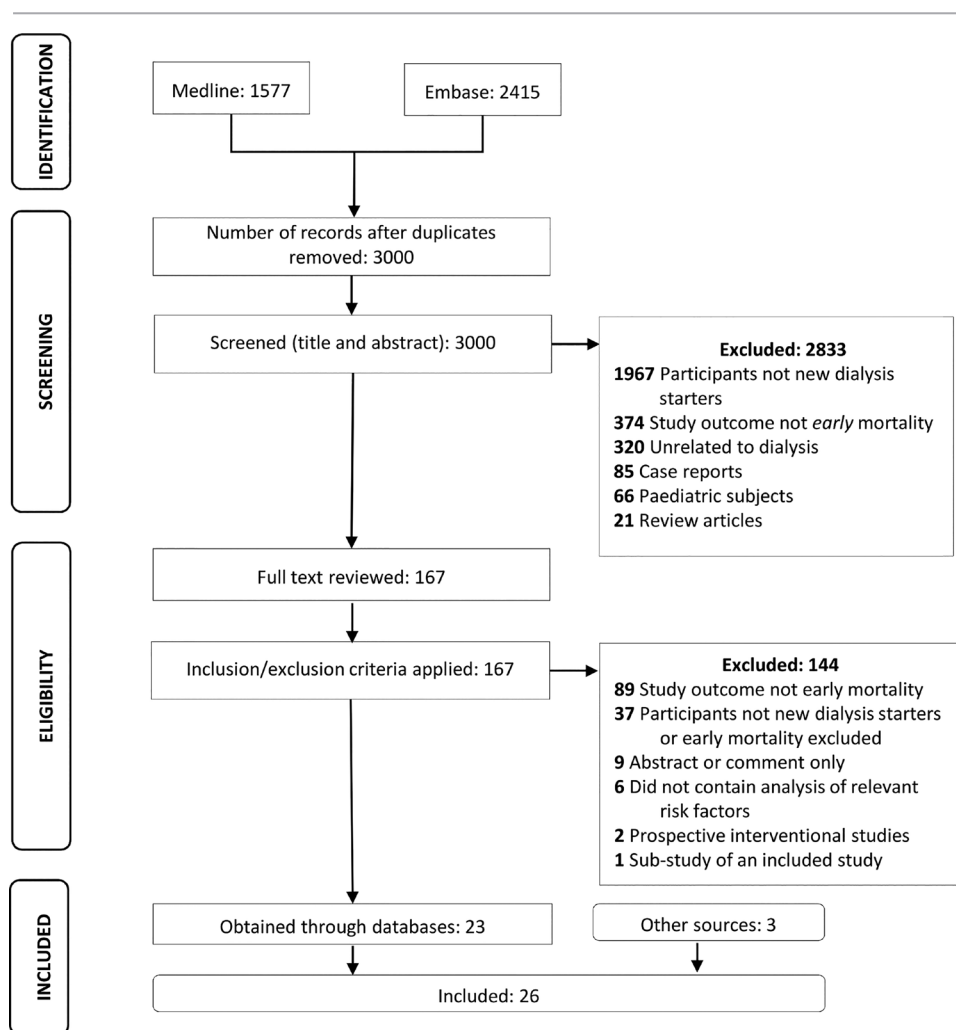 IDENTIFICATION
Medline: 1577
Embase: 2415
SCREENING
Number of records after duplicates
removed: 3000
Screened (title and abstract): 3000
Excluded: 2833
1967 Participants not new dialysis
starters
374 Study outcome not early mortality
320 Unrelated to dialysis
85 Case reports
66 Paediatric subjects
21 Review articles
ELIGIBILITY
Full text reviewed: 167
Inclusion/exclusion criteria applied: 167
Excluded: 144
89 Study outcome not early mortality
37 Participants not new dialysis starters
or early mortality excluded
9 Abstract or comment only
6 Did not contain analysis of relevant
risk factors
2 Prospective interventional studies
1 Sub-study of an included study
INCLUDED
Obtained through databases: 23
Other sources: 3
Included: 26